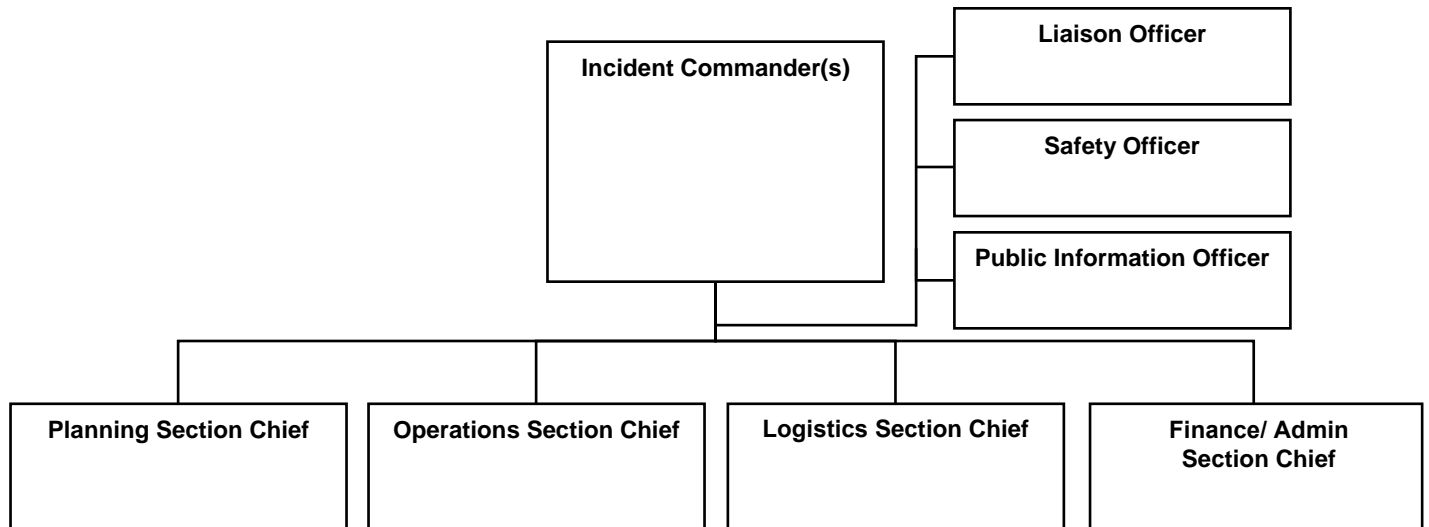 Liaison Officer
Incident Commander(s)
Safety Officer
Public Information Officer
Planning Section Chief
Operations Section Chief
Logistics Section Chief
Finance/ Admin
Section Chief